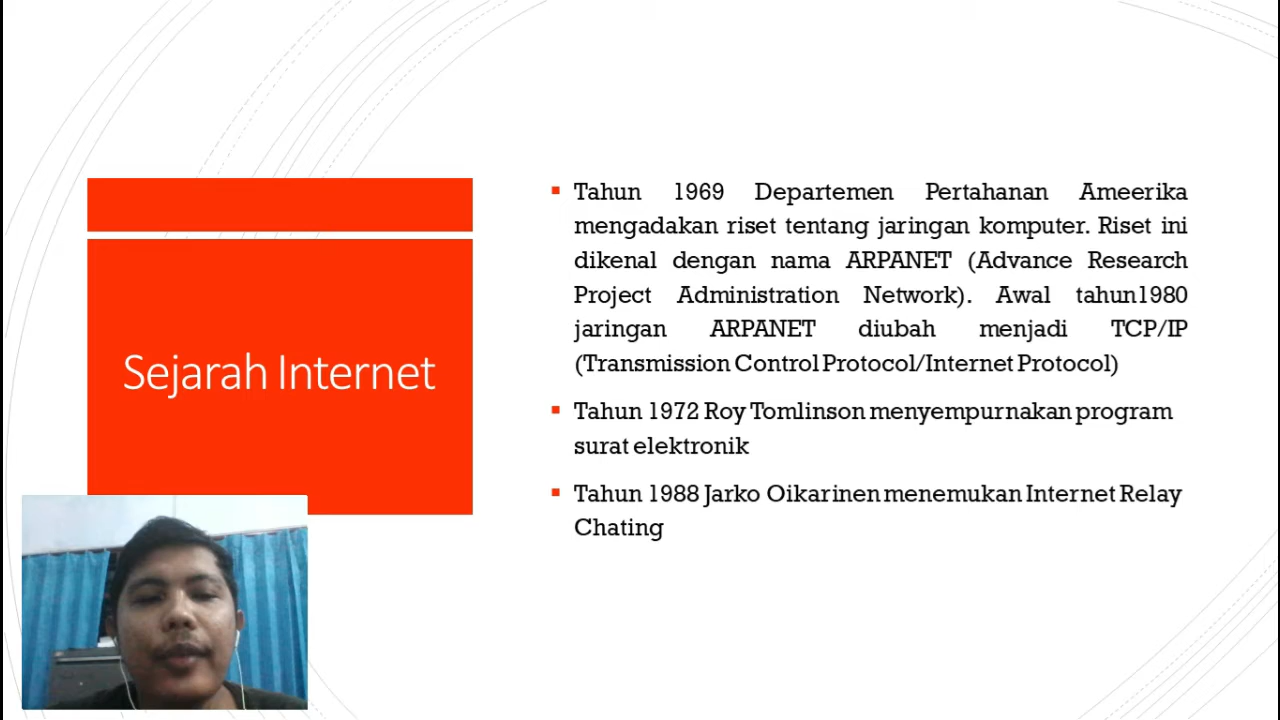 Sejarah Internet
Tahun 1969 Departemen Pertahanan Ameerika
mengadakan riset tentang jaringan komputer. Riset ini
dikenal dengan nama ARPANET (Advance Research
Project Administration Network). Awal tahun1980
jaringan ARPANET diubah menjadi TCP/IP
(Transmission Control Protocol/Internet Protocol)
Tahun 1972 Roy Tomlinson menyempurnakan program
surat elektronik
Tahun 1988 Jarko Oikarinen menemukan Internet Relay
Chating